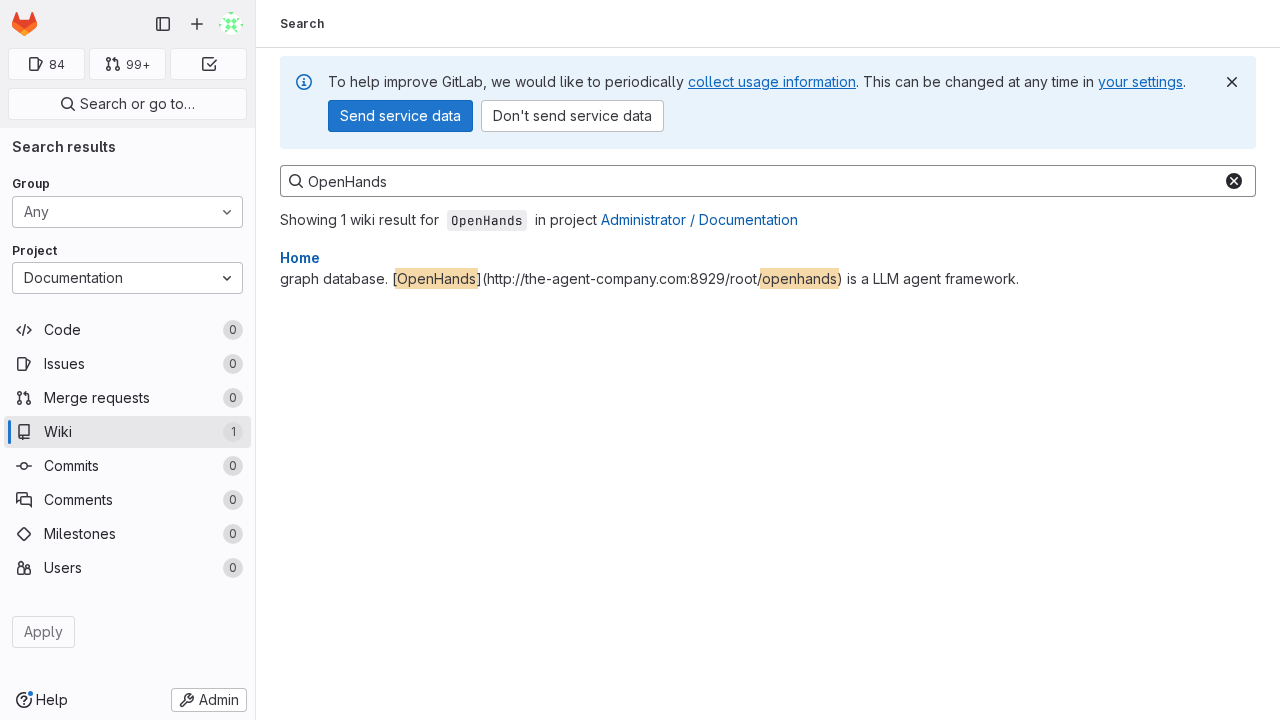 84
99+
Search or go to…
Search results
Group
Any
Project
Documentation
Code 0
Issues 0
Merge requests 0
Wiki 1
Commits 0
Comments 0
Milestones 0
Users 0
Apply
Help
Admin
Search
To help improve GitLab, we would like to periodically collect usage information. This can be changed at any time in your settings.
Send service data
Don't send service data
OpenHands
Showing 1 wiki result for OpenHands in project Administrator / Documentation
Home
graph database. [OpenHands](http://the-agent-company.com:8929/root/openhands) is a LLM agent framework.